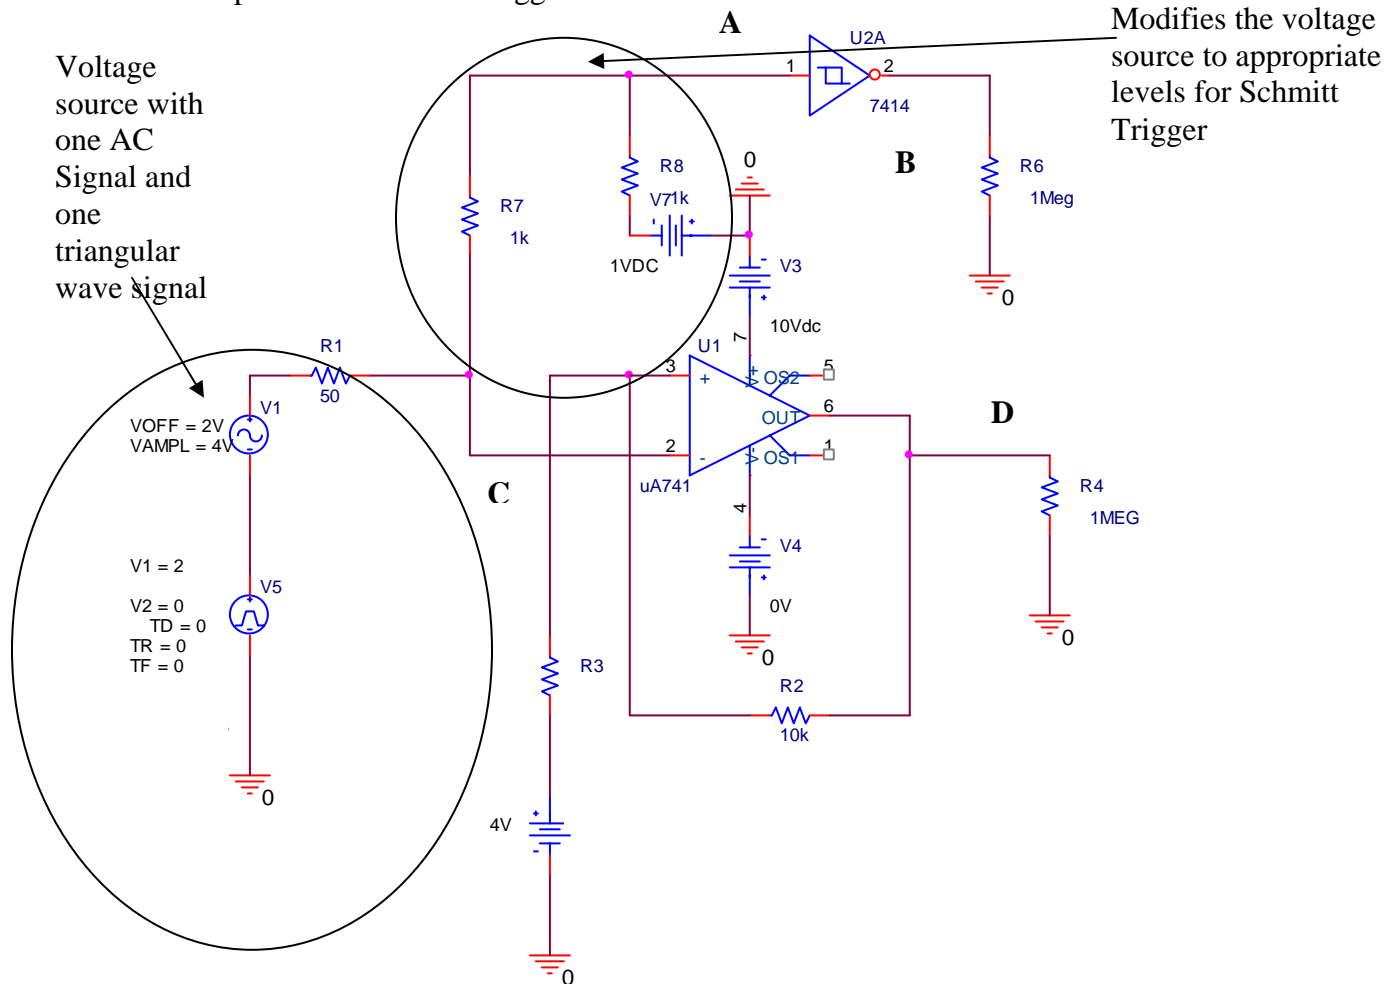 A
Modifies the voltage
source to appropriate
levels for Schmitt
Trigger
Voltage
source with
one AC
Signal and
one
triangular
wave signal
U2A
1
2
7414
B
R6
1Meg
0
R8
1k
V7
1VDC
0
R7
1k
V3
10Vdc
7
R1
50
U1
3
+
2
-
V+
OS2
5
OUT
6
V-
OS1
1
uA741
4
D
C
V1
VOFF = 2V
VAMPL = 4V
R4
1MEG
0
V4
0V
0
V1 = 2
V5
V2 = 0
TD = 0
TR = 0
TF = 0
0
R3
R2
10k
4V
0